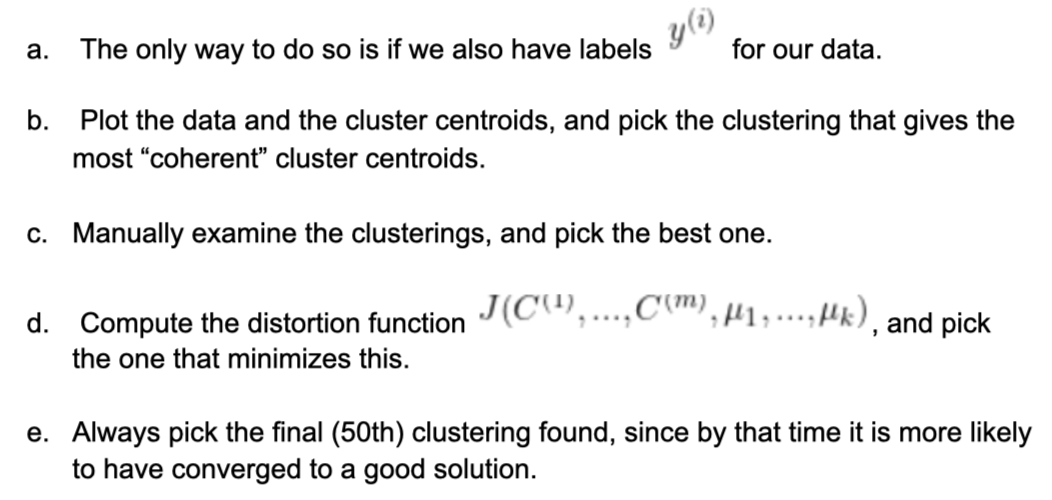 a. The only way to do so is if we also have labels y^(i) for our data.
b. Plot the data and the cluster centroids, and pick the clustering that gives the
most “coherent” cluster centroids.
c. Manually examine the clusterings, and pick the best one.
d. Compute the distortion function J(C^(1), ..., C^(m), μ_1, ..., μ_k), and pick
the one that minimizes this.
e. Always pick the final (50th) clustering found, since by that time it is more likely
to have converged to a good solution.